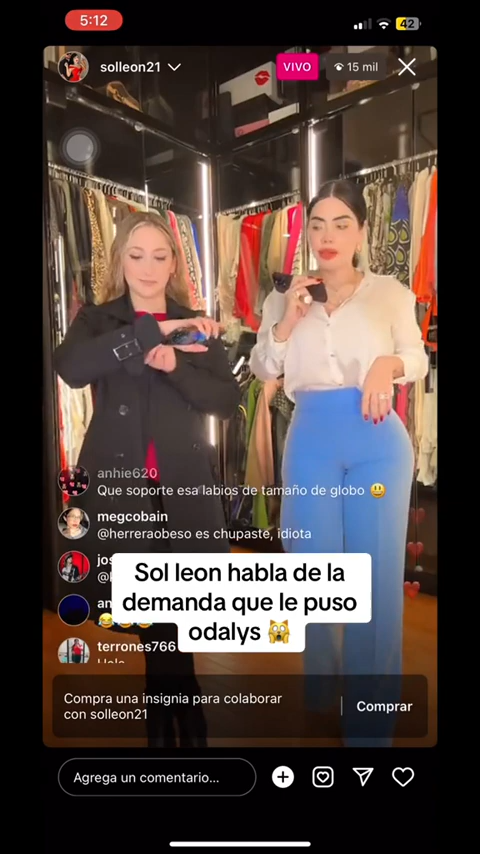 5:12
42
solleon21
VIVO
15 mil
anhie620
Que soporte esa labios de tamaño de globo 😃
megcobain
@herreraobeso es chupaste, idiota
Sol leon habla de la
demanda que le puso
odalys 🙀
terrones766
Hola
Compra una insignia para colaborar
con solleon21
Comprar
Agrega un comentario...